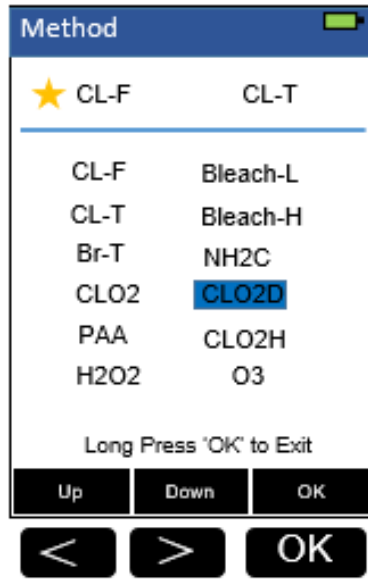 Method
CL-F CL-T
CL-F Bleach-L
CL-T Bleach-H
Br-T NH2C
CLO2 CLO2D
PAA CLO2H
H2O2 O3
Long Press 'OK' to Exit
Up Down OK
< > OK